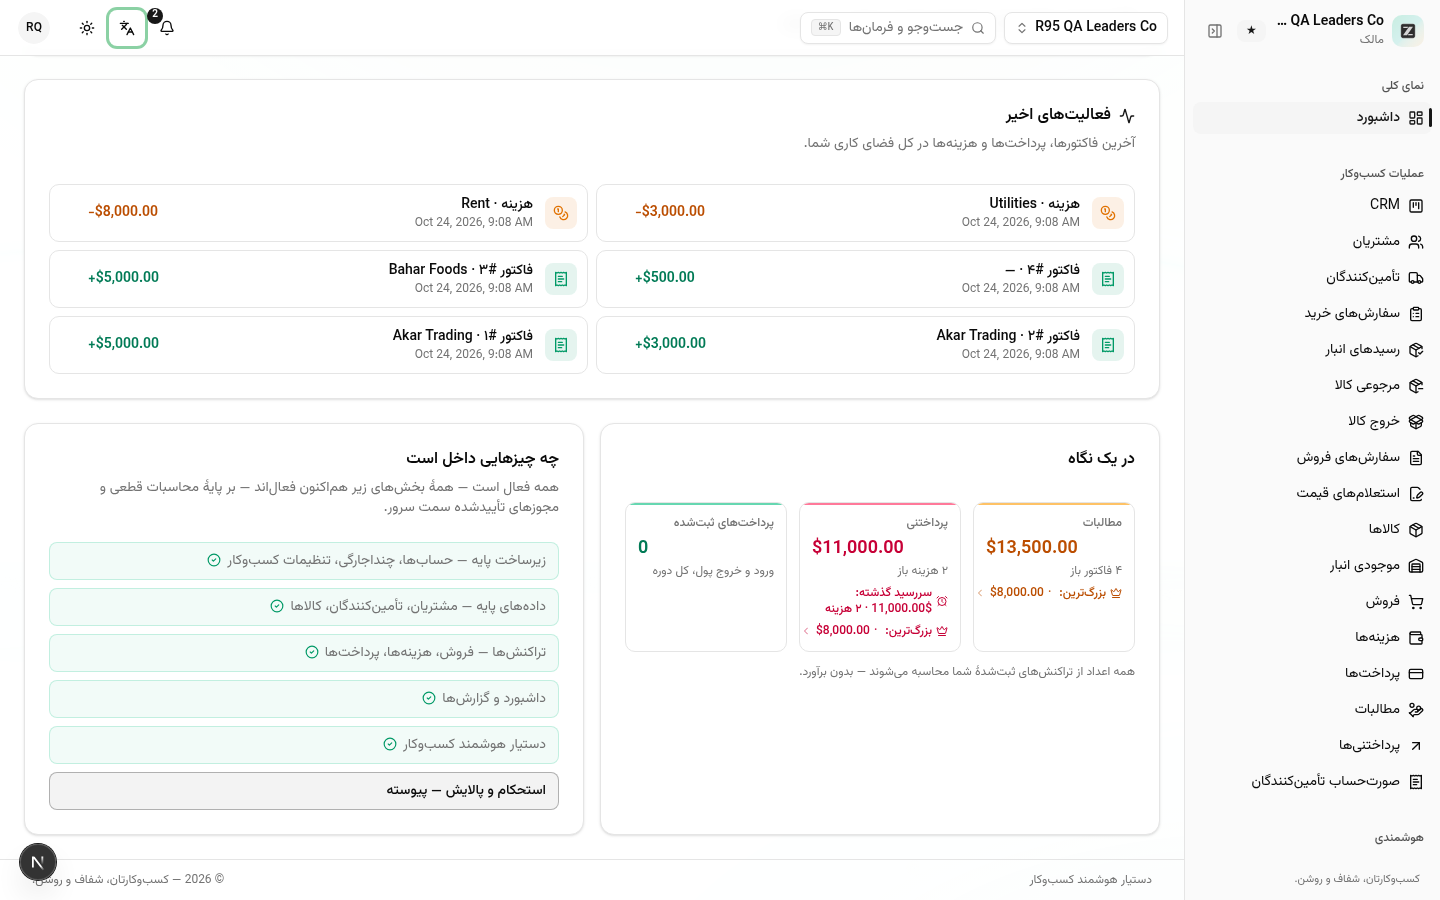 QA Leaders Co ...
مالک
نمای کلی
داشبورد
عملیات کسب‌وکار
CRM
مشتریان
تأمین‌کنندگان
سفارش‌های خرید
رسیدهای انبار
مرجوعی کالا
خروج کالا
سفارش‌های فروش
استعلام‌های قیمت
کالاها
موجودی انبار
فروش
هزینه‌ها
پرداخت‌ها
مطالبات
پرداختنی‌ها
صورت‌حساب تأمین‌کنندگان
هوشمندی
کسب‌وکارتان، شفاف و روشن.
R95 QA Leaders Co
جست‌وجو و فرمان‌ها ⌘K
2
RQ
فعالیت‌های اخیر
آخرین فاکتورها، پرداخت‌ها و هزینه‌ها در کل فضای کاری شما.
هزینه · Utilities
Oct 24, 2026, 9:08 AM
-$3,000.00
هزینه · Rent
Oct 24, 2026, 9:08 AM
-$8,000.00
فاکتور #۴ · —
Oct 24, 2026, 9:08 AM
+$500.00
فاکتور #۳ · Bahar Foods
Oct 24, 2026, 9:08 AM
+$5,000.00
فاکتور #۲ · Akar Trading
Oct 24, 2026, 9:08 AM
+$3,000.00
فاکتور #۱ · Akar Trading
Oct 24, 2026, 9:08 AM
+$5,000.00
در یک نگاه
مطالبات
$13,500.00
۴ فاکتور باز
بزرگ‌ترین: · $8,000.00
پرداختنی
$11,000.00
۲ هزینه باز
سررسید گذشته:
11,000.00$ · ۲ هزینه
بزرگ‌ترین: · $8,000.00
پرداخت‌های ثبت‌شده
0
ورود و خروج پول، کل دوره
همه اعداد از تراکنش‌های ثبت‌شدهٔ شما محاسبه می‌شوند — بدون برآورد.
چه چیزهایی داخل است
همه فعال است — همهٔ بخش‌های زیر هم‌اکنون فعال‌اند — بر پایهٔ محاسبات قطعی و
مجوزهای تأییدشده سمت سرور.
زیرساخت پایه — حساب‌ها، چنداجارگی، تنظیمات کسب‌وکار
داده‌های پایه — مشتریان، تأمین‌کنندگان، کالاها
تراکنش‌ها — فروش، هزینه‌ها، پرداخت‌ها
داشبورد و گزارش‌ها
دستیار هوشمند کسب‌وکار
استحکام و پالایش — پیوسته
دستیار هوشمند کسب‌وکار
© 2026 — کسب‌وکارتان، شفاف و روشن.
N